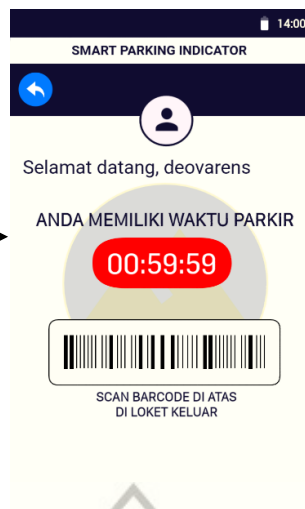 14:00
SMART PARKING INDICATOR
Selamat datang, deovarens
ANDA MEMILIKI WAKTU PARKIR
00:59:59
SCAN BARCODE DI ATAS
DI LOKET KELUAR